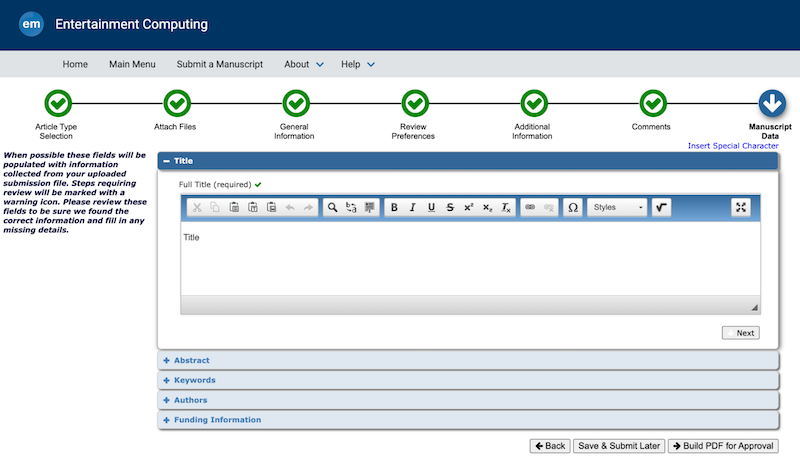 em Entertainment Computing
Home Main Menu Submit a Manuscript About Help
Article Type Selection
Attach Files
General Information
Review Preferences
Additional Information
Comments
Manuscript Data
Insert Special Character
When possible these fields will be
populated with information
collected from your uploaded
submission file. Steps requiring
review will be marked with a
warning icon. Please review these
fields to be sure we found the
correct information and fill in any
missing details.
Title
Full Title (required)
B I U S x² x₂ Tx Ω Styles
Title
Next
Abstract
Keywords
Authors
Funding Information
Back Save & Submit Later Build PDF for Approval